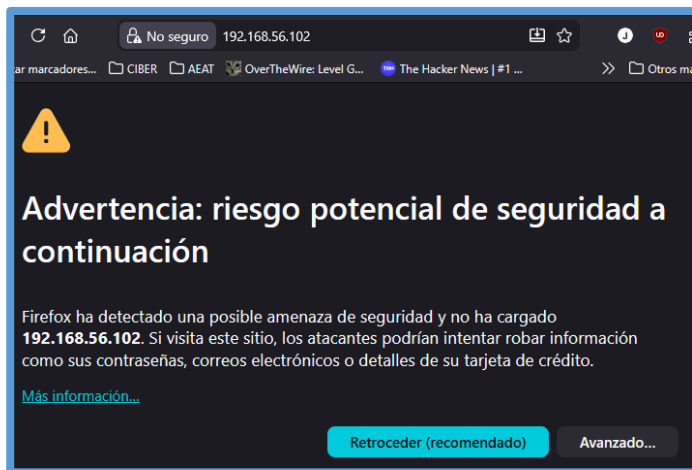 No seguro 192.168.56.102
ar marcadores... CIBER AEAT OverTheWire: Level G... The Hacker News | #1 ... Otros ma
Advertencia: riesgo potencial de seguridad a
continuación
Firefox ha detectado una posible amenaza de seguridad y no ha cargado
192.168.56.102. Si visita este sitio, los atacantes podrían intentar robar información
como sus contraseñas, correos electrónicos o detalles de su tarjeta de crédito.
Más información...
Retroceder (recomendado) Avanzado...